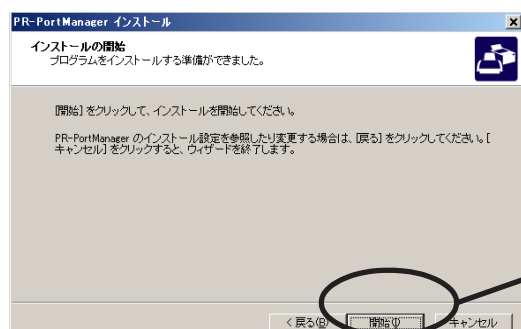 PR-PortManager インストール
インストールの開始
プログラムをインストールする準備ができました。
[開始] をクリックして、インストールを開始してください。
PR-PortManager のインストール設定を参照したり変更する場合は、[戻る] をクリックしてください。[
キャンセル] をクリックすると、ウィザードを終了します。
< 戻る(B) 開始(I) キャンセル